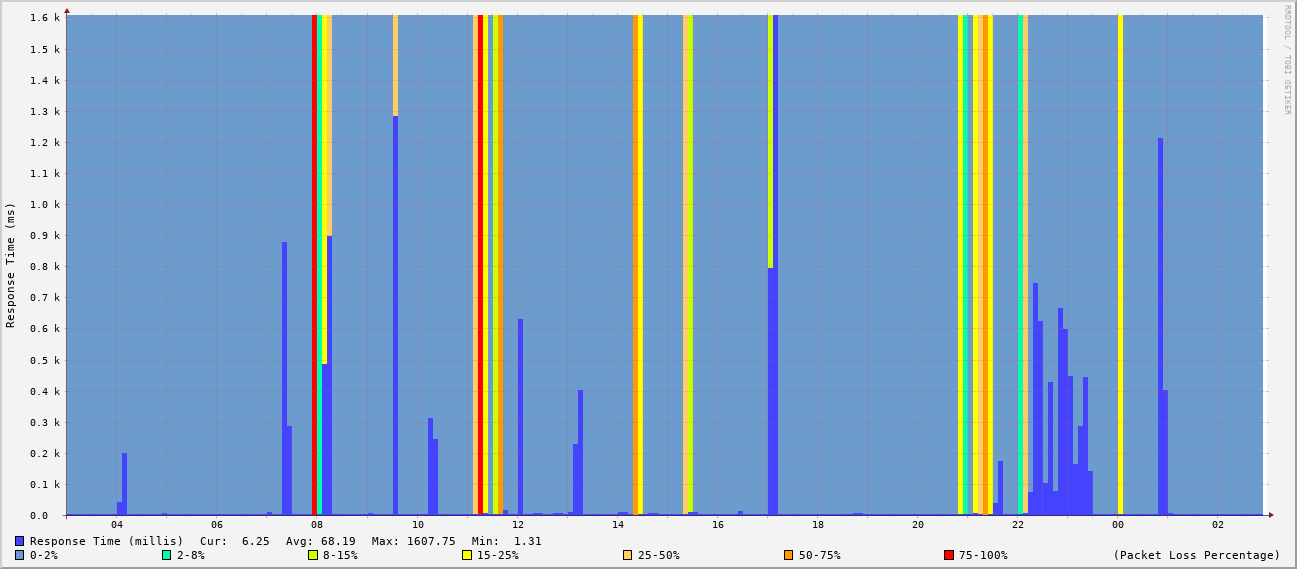 RRDTOOL / TOBI OETIKER
Response Time (ms)
1.6 k
1.5 k
1.4 k
1.3 k
1.2 k
1.1 k
1.0 k
0.9 k
0.8 k
0.7 k
0.6 k
0.5 k
0.4 k
0.3 k
0.2 k
0.1 k
0.0
04 06 08 10 12 14 16 18 20 22 00 02
Response Time (millis) Cur: 6.25 Avg: 68.19 Max: 1607.75 Min: 1.31
0-2% 2-8% 8-15% 15-25% 25-50% 50-75% 75-100% (Packet Loss Percentage)